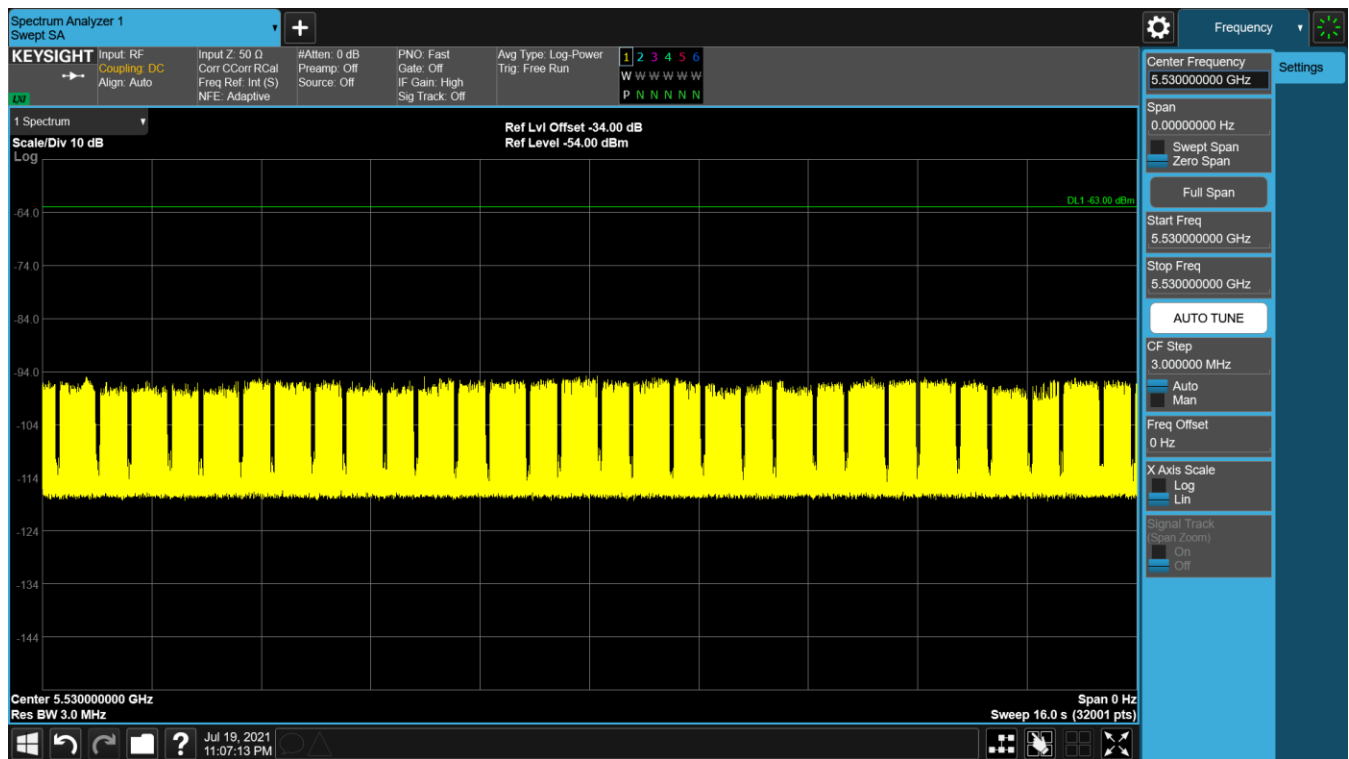 Spectrum Analyzer 1
Swept SA
+
Frequency
KEYSIGHT
LXI
Input: RF
Coupling: DC
Align: Auto
Input Z: 50 Ω
Corr CCorr RCal
Freq Ref: Int (S)
NFE: Adaptive
#Atten: 0 dB
Preamp: Off
Source: Off
PNO: Fast
Gate: Off
IF Gain: High
Sig Track: Off
Avg Type: Log-Power
Trig: Free Run
1 2 3 4 5 6
W W W W W W
P N N N N N
1 Spectrum
Scale/Div 10 dB
Log
Ref Lvl Offset -34.00 dB
Ref Level -54.00 dBm
DL1 -63.00 dBm
-64.0
-74.0
-84.0
-94.0
-104
-114
-124
-134
-144
Center 5.530000000 GHz
Res BW 3.0 MHz
Span 0 Hz
Sweep 16.0 s (32001 pts)
Center Frequency
5.530000000 GHz
Settings
Span
0.00000000 Hz
Swept Span
Zero Span
Full Span
Start Freq
5.530000000 GHz
Stop Freq
5.530000000 GHz
AUTO TUNE
CF Step
3.000000 MHz
Auto
Man
Freq Offset
0 Hz
X Axis Scale
Log
Lin
Signal Track
(Span Zoom)
On
Off
?
Jul 19, 2021
11:07:13 PM